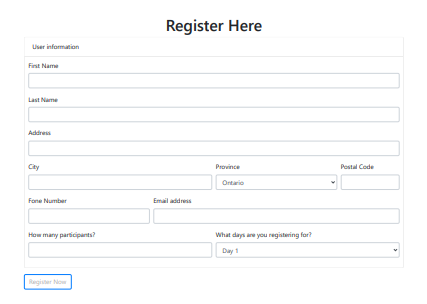 Register Here
User information
First Name
Last Name
Address
City Province Postal Code
Ontario
Fone Number Email address
How many participants? What days are you registering for?
Day 1
Register Now